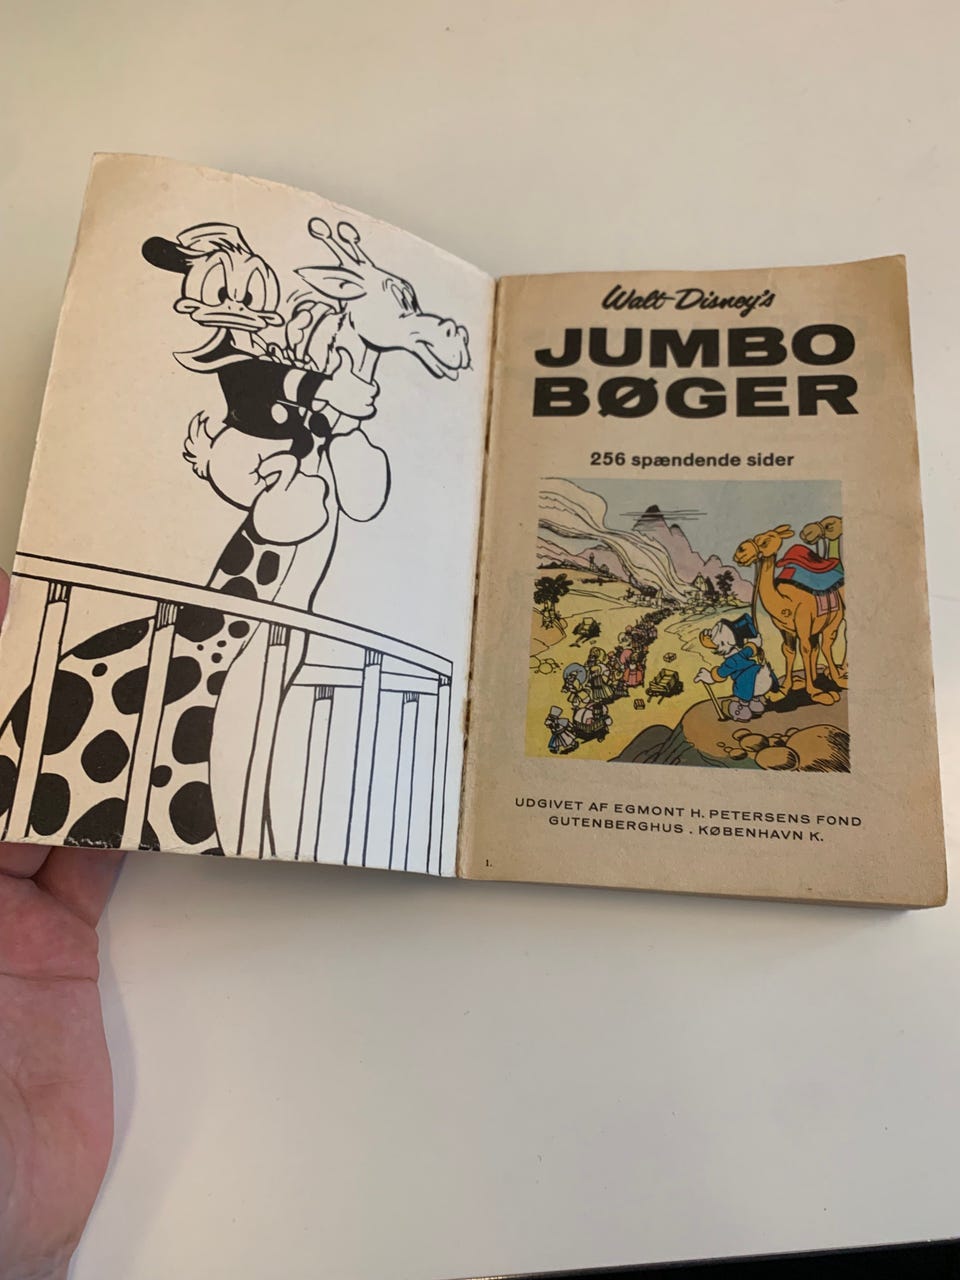 Walt Disney's
JUMBO
BØGER
256 spændende sider
UDGIVET AF EGMONT H. PETERSENS FOND
GUTENBERGHUS . KØBENHAVN K.
1.